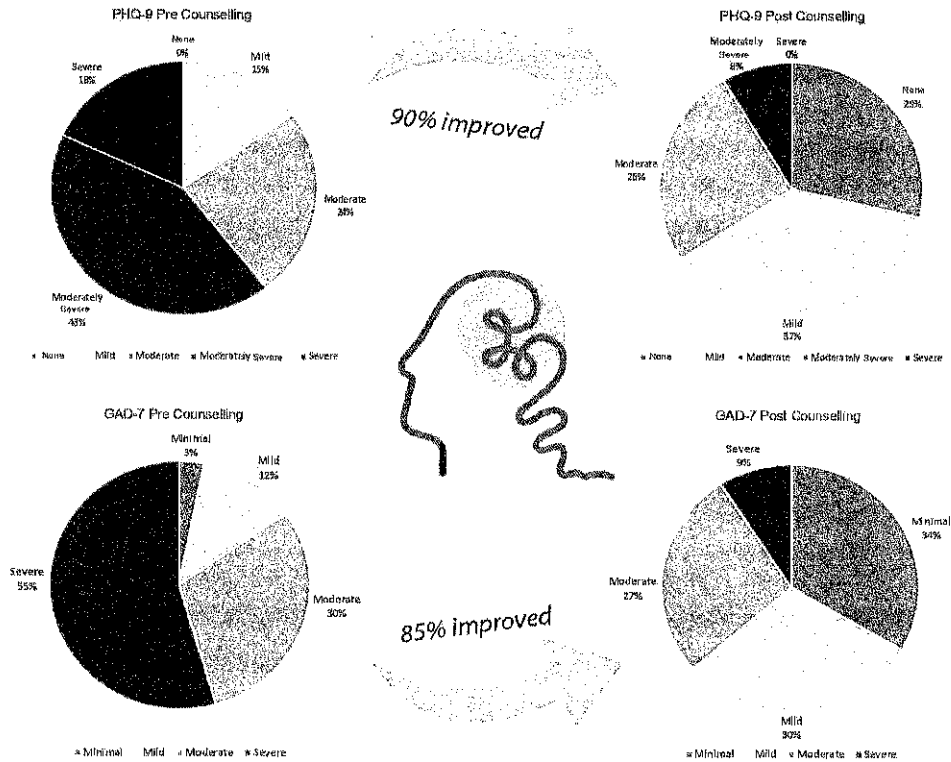 PHQ-9 Pre Counselling
None
0%
Mild
15%
Moderate
24%
Moderately
Severe
43%
Severe
18%
None Mild Moderate Moderately Severe Severe
90% improved
PHQ-9 Post Counselling
Severe
0%
None
Mild
Moderate
Moderately
Severe
8%
None Mild Moderate Moderately Severe Severe
GAD-7 Pre Counselling
Minimal
3%
Mild
12%
Moderate
30%
Severe
55%
Minimal Mild Moderate Severe
85% improved
GAD-7 Post Counselling
Severe
9%
Minimal
34%
Mild
30%
Moderate
27%
Minimal Mild Moderate Severe